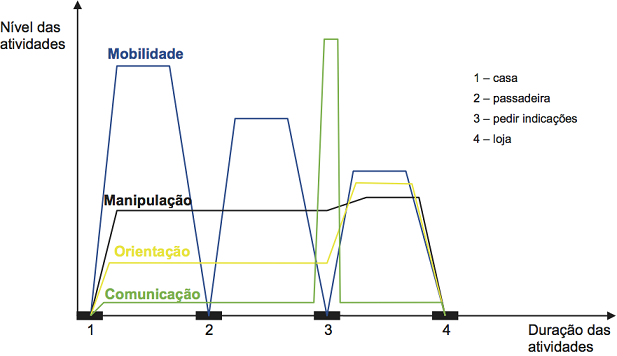 Nível das
atividades
Mobilidade
1 – casa
2 – passadeira
3 – pedir indicações
4 – loja
Manipulação
Orientação
Comunicação
1 2 3 4
Duração das
atividades